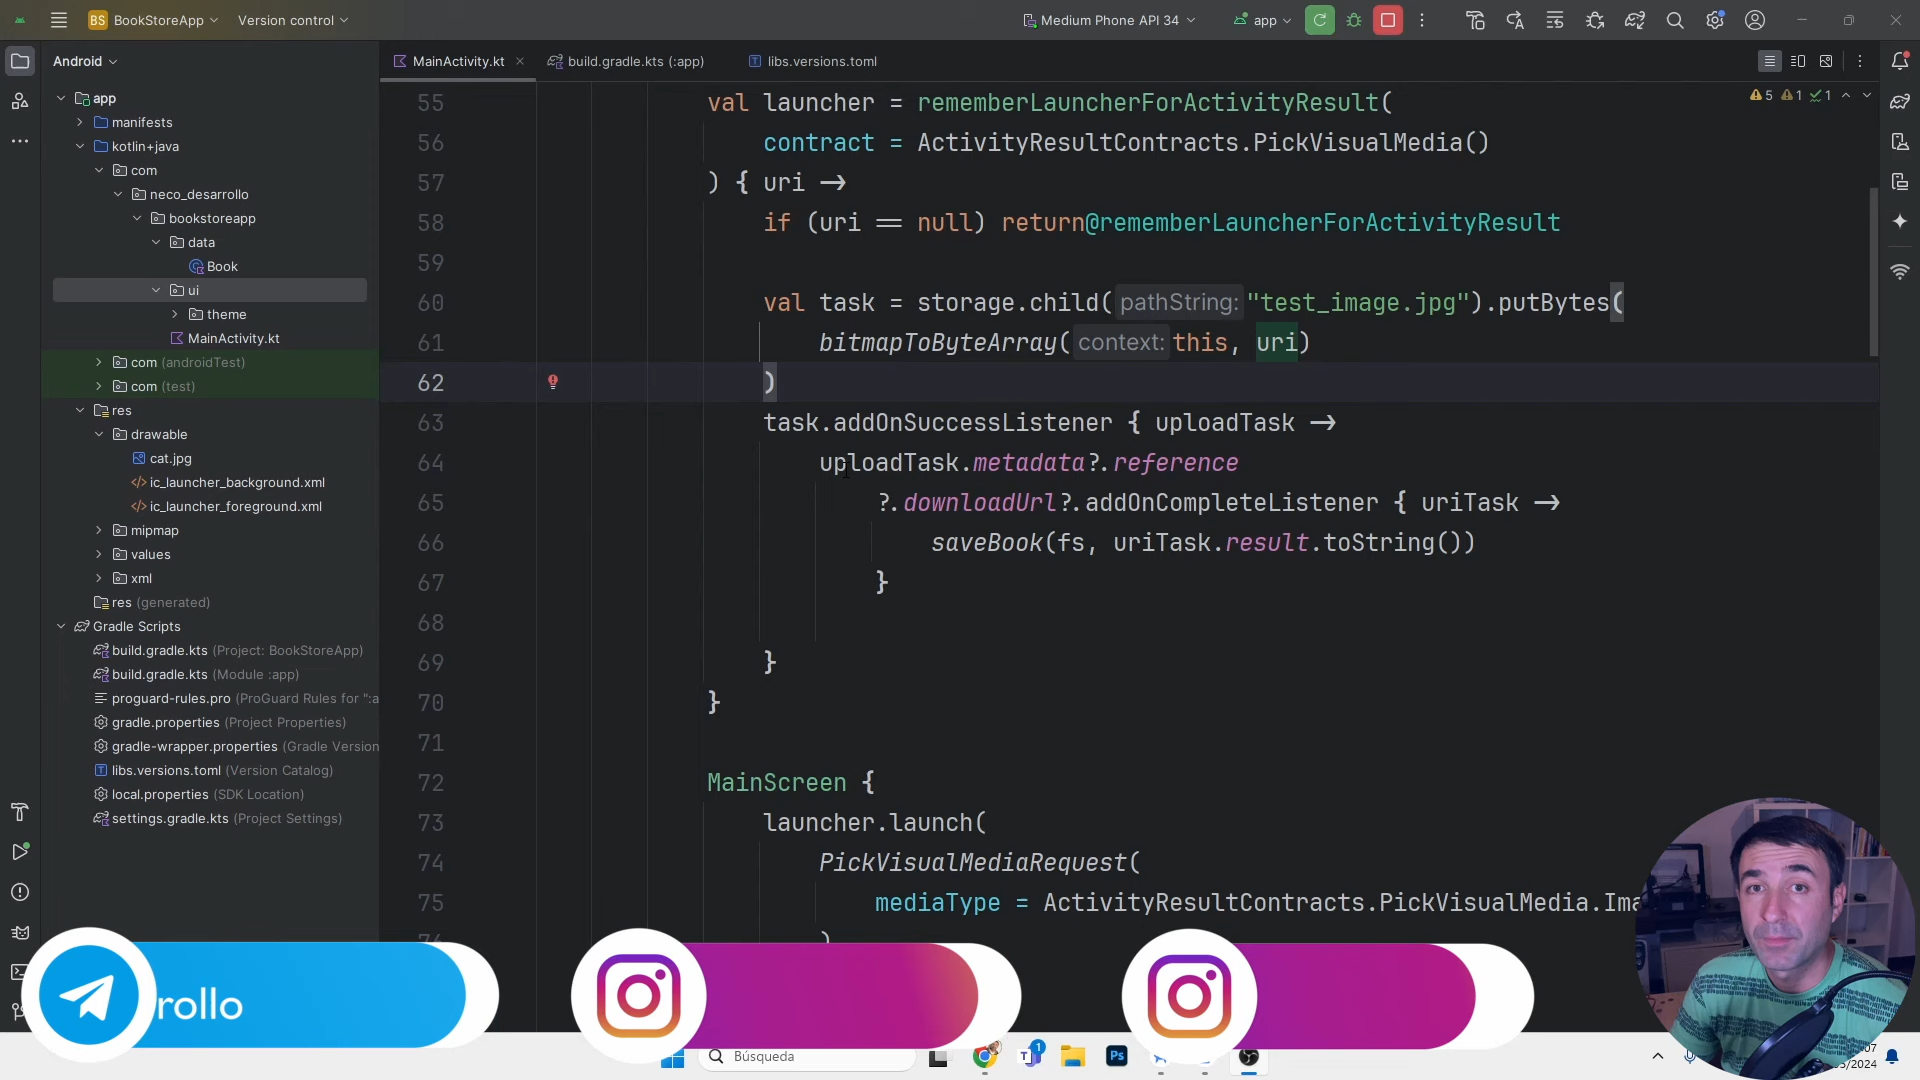 BS BookStoreApp Version control Medium Phone API 34 app
Android MainActivity.kt build.gradle.kts (:app) libs.versions.toml
app
manifests
kotlin+java
com
neco_desarrollo
bookstoreapp
data
Book
ui
theme
MainActivity.kt
com (androidTest)
com (test)
res
drawable
cat.jpg
ic_launcher_background.xml
ic_launcher_foreground.xml
mipmap
values
xml
res (generated)
Gradle Scripts
build.gradle.kts (Project: BookStoreApp)
build.gradle.kts (Module :app)
proguard-rules.pro (ProGuard Rules for ":a
gradle.properties (Project Properties)
gradle-wrapper.properties (Gradle Version
libs.versions.toml (Version Catalog)
local.properties (SDK Location)
settings.gradle.kts (Project Settings)
5 1 1
55 val launcher = rememberLauncherForActivityResult(
56 contract = ActivityResultContracts.PickVisualMedia()
57 ) { uri ->
58 if (uri == null) return@rememberLauncherForActivityResult
59
60 val task = storage.child( pathString: "test_image.jpg").putBytes(
61 bitmapToByteArray( context: this, uri)
62 )
63 task.addOnSuccessListener { uploadTask ->
64 uploadTask.metadata?.reference
65 ?.downloadUrl?.addOnCompleteListener { uriTask ->
66 saveBook(fs, uriTask.result.toString())
67 }
68
69 }
70 }
71
72 MainScreen {
73 launcher.launch(
74 PickVisualMediaRequest(
75 mediaType = ActivityResultContracts.PickVisualMedia.Ima
)
rollo
Búsqueda
T 1
Ps